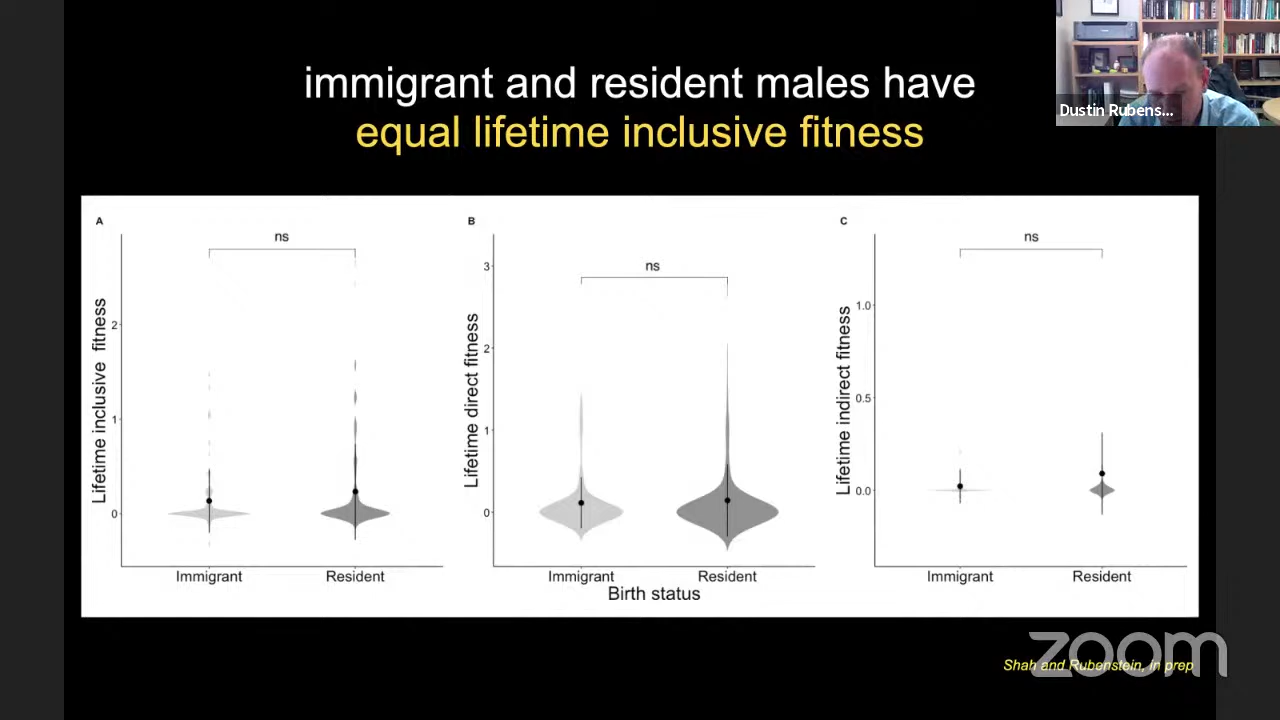 immigrant and resident males have
equal lifetime inclusive fitness
Dustin Rubens...
A
ns
Lifetime inclusive fitness
2
1
0
Immigrant
Resident
B
ns
Lifetime direct fitness
3
2
1
0
Immigrant
Resident
Birth status
C
ns
Lifetime indirect fitness
1.0
0.5
0.0
Immigrant
Resident
zoom
Shah and Rubenstein, in prep